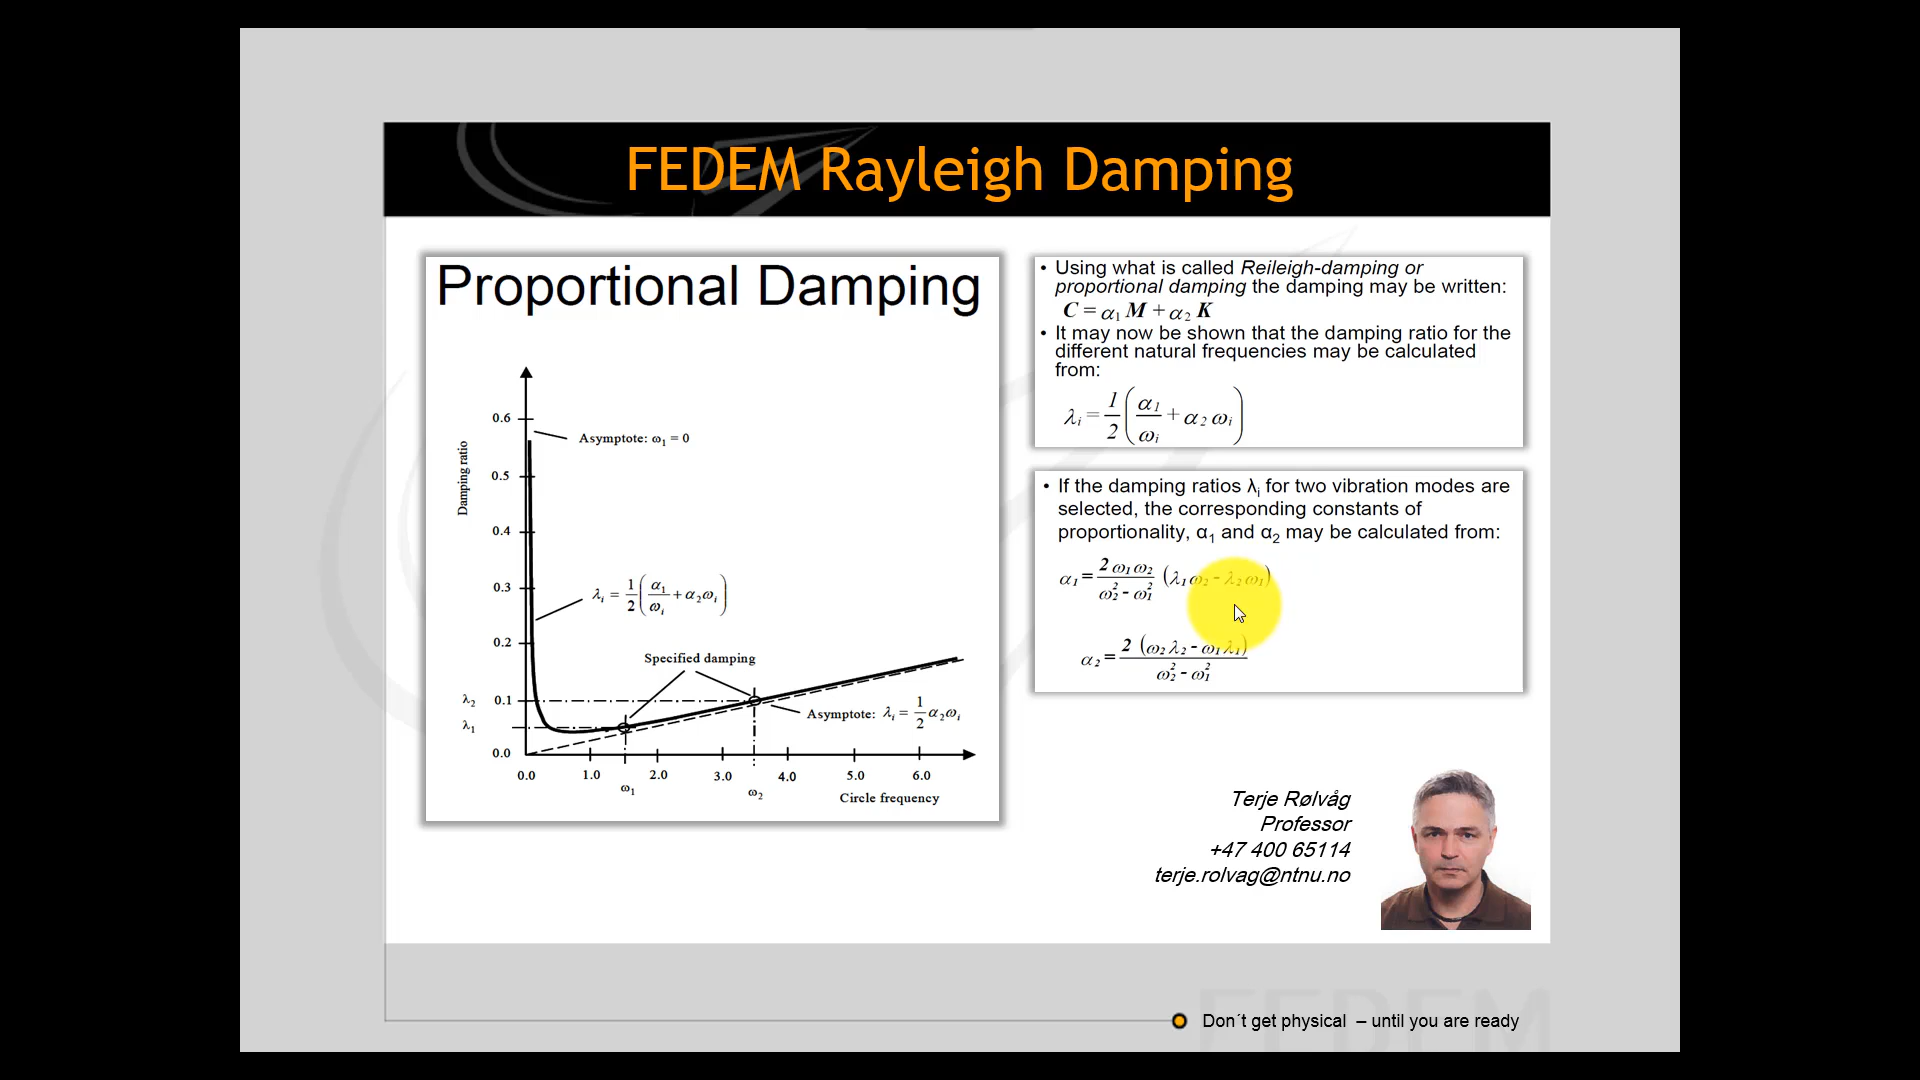 FEDEM Rayleigh Damping
Proportional Damping
0.6
Asymptote: ω₁ = 0
Damping ratio
0.5
0.4
0.3
λᵢ = 1/2 (α₁/ωᵢ + α₂ωᵢ)
0.2
Specified damping
λ₂ 0.1
Asymptote: λᵢ = 1/2 α₂ωᵢ
λ₁
0.0
0.0 1.0 2.0 3.0 4.0 5.0 6.0
ω₁ ω₂
Circle frequency
• Using what is called Reileigh-damping or
proportional damping the damping may be written:
C = α₁ M + α₂ K
• It may now be shown that the damping ratio for the
different natural frequencies may be calculated
from:
λᵢ = 1/2 (α₁/ωᵢ + α₂ ωᵢ)
• If the damping ratios λᵢ for two vibration modes are
selected, the corresponding constants of
proportionality, α₁ and α₂ may be calculated from:
α₁ = 2 ω₁ω₂ / (ω₂² - ω₁²) (λ₁ω₂ - λ₂ω₁)
α₂ = 2 (ω₂λ₂ - ω₁λ₁) / (ω₂² - ω₁²)
Terje Rølvåg
Professor
+47 400 65114
terje.rolvag@ntnu.no
FEDEM
Don´t get physical – until you are ready